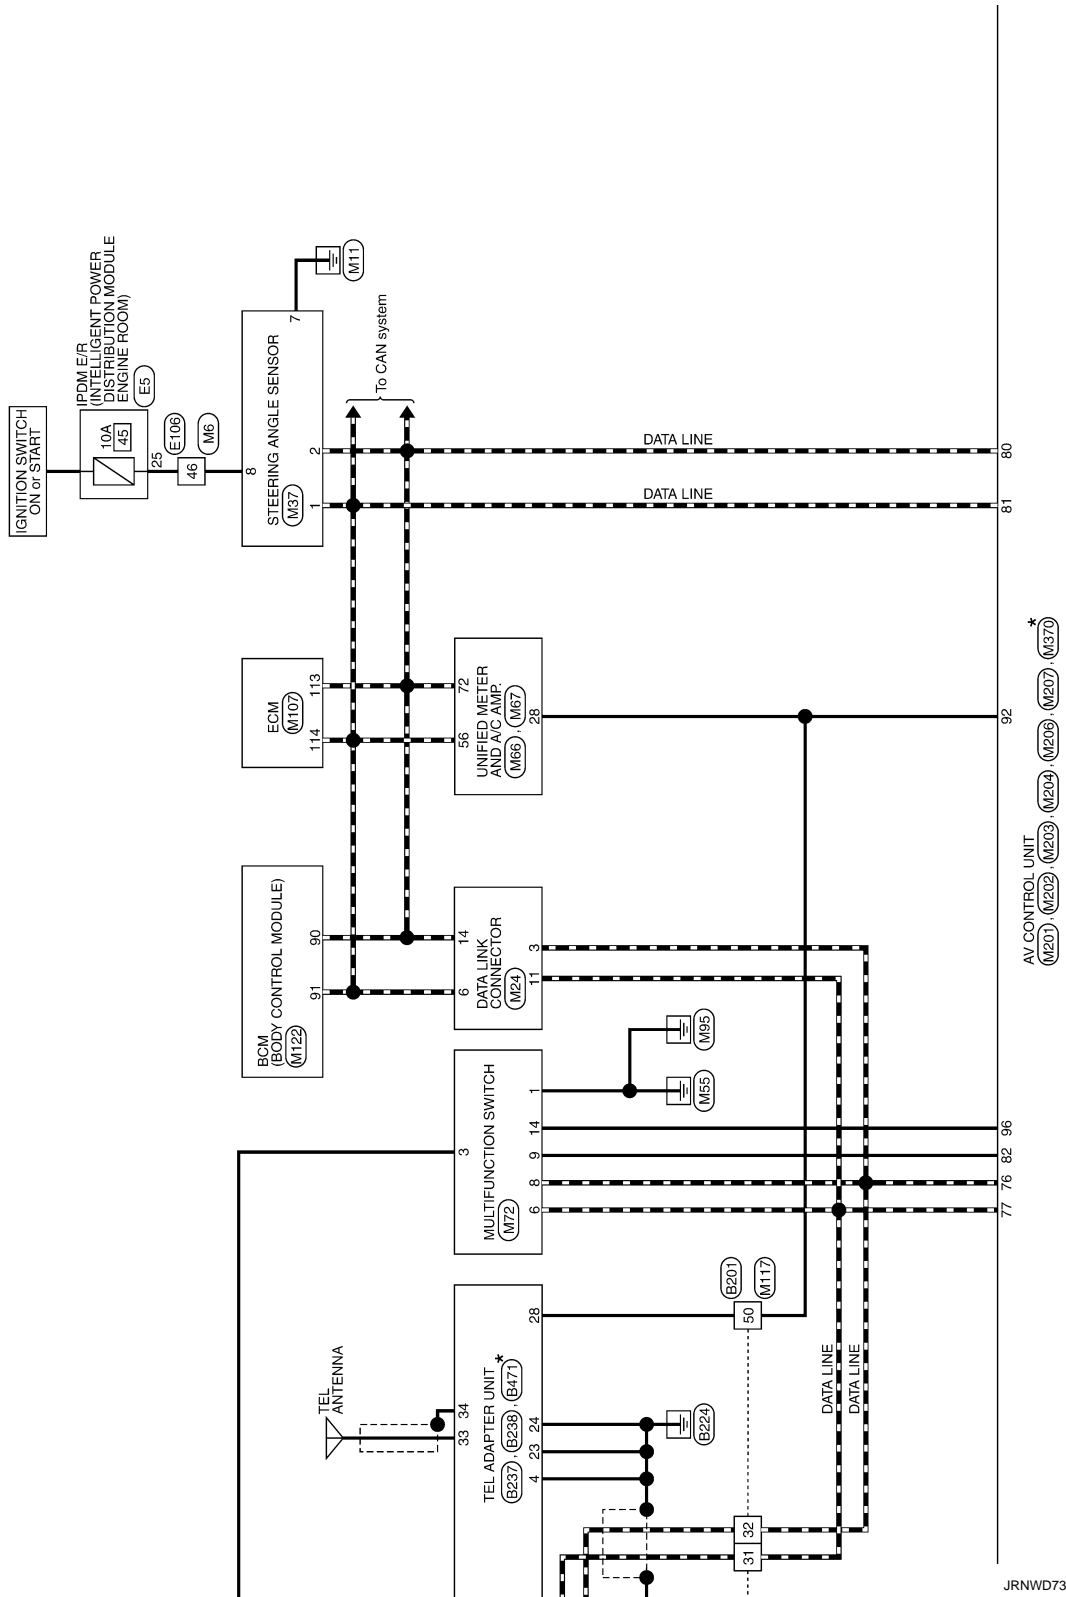 IGNITION SWITCH
ON or START
IPDM E/R
(INTELLIGENT POWER
DISTRIBUTION MODULE
ENGINE ROOM)
E5
10A
45
25
E106
46
M6
8
STEERING ANGLE SENSOR
M37
7
M11
1
2
To CAN system
DATA LINE
DATA LINE
81
80
ECM
M107
114
113
56
72
UNIFIED METER
AND A/C AMP.
M66 , M67
28
92
BCM
(BODY CONTROL MODULE)
M122
91
90
6
14
DATA LINK
CONNECTOR
M24
11
3
3
MULTIFUNCTION SWITCH
M72
6
8
9
14
1
M55
M95
77
76
82
96
TEL
ANTENNA
33
34
TEL ADAPTER UNIT *
B237 , B238 , B471
4
23
24
28
B224
B201
50
M117
DATA LINE
DATA LINE
31
32
AV CONTROL UNIT *
M201 , M202 , M203 , M204 , M206 , M207 , M370
JRNWD73